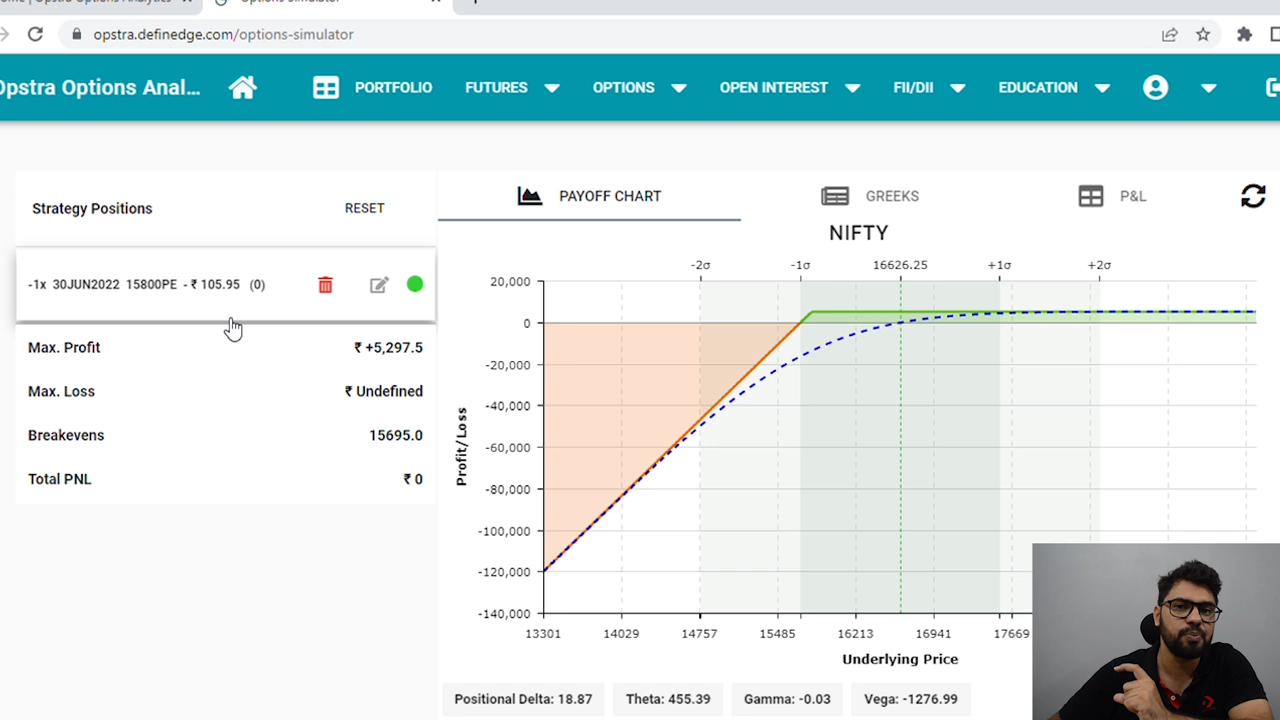 Options Simulator
opstra.definedge.com/options-simulator
Opstra Options Anal...
PORTFOLIO
FUTURES
OPTIONS
OPEN INTEREST
FII/DII
EDUCATION
Strategy Positions
RESET
-1x 30JUN2022 15800PE - ₹ 105.95 (0)
Max. Profit
₹ +5,297.5
Max. Loss
₹ Undefined
Breakevens
15695.0
Total PNL
₹ 0
PAYOFF CHART
GREEKS
P&L
NIFTY
-2σ
-1σ
16626.25
+1σ
+2σ
20,000
0
-20,000
-40,000
-60,000
-80,000
-100,000
-120,000
-140,000
Profit/Loss
13301
14029
14757
15485
16213
16941
17669
Underlying Price
Positional Delta: 18.87
Theta: 455.39
Gamma: -0.03
Vega: -1276.99